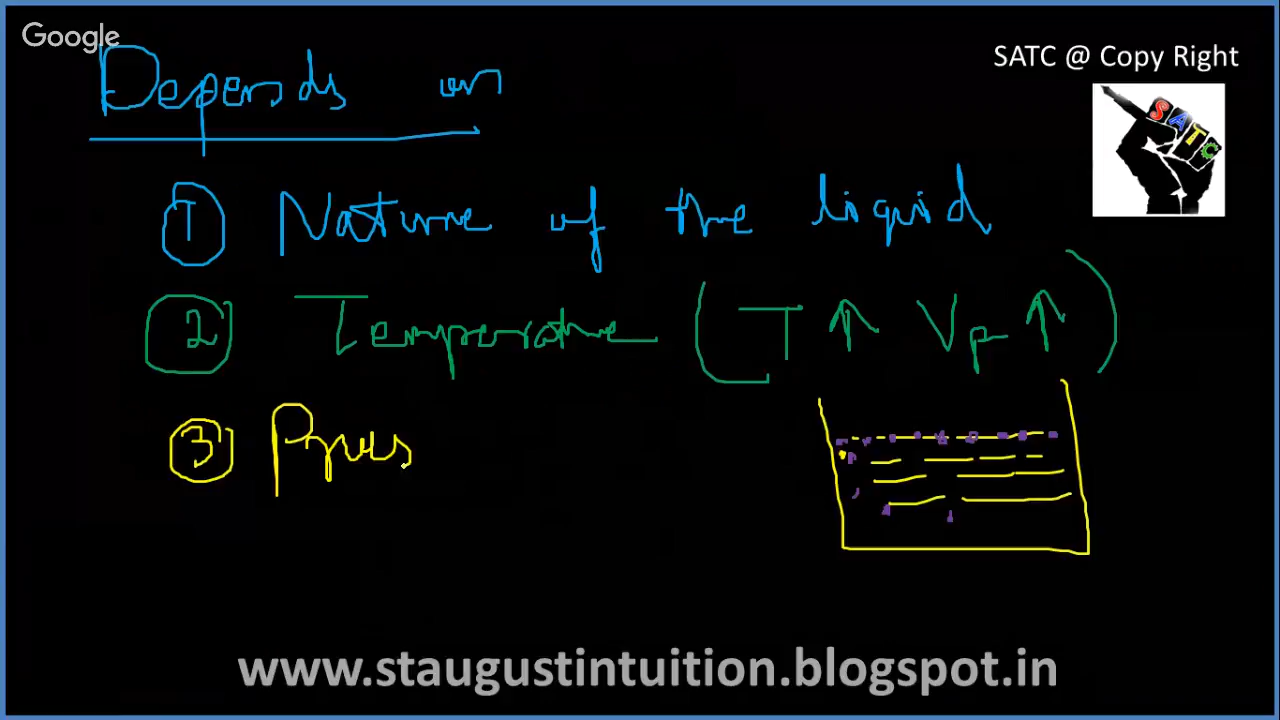 Google
SATC @ Copy Right
SATC
Depends on
① Nature of the liquid
② Temperature ( T ↑ Vp ↑ )
③ Pres
www.staugustintuition.blogspot.in